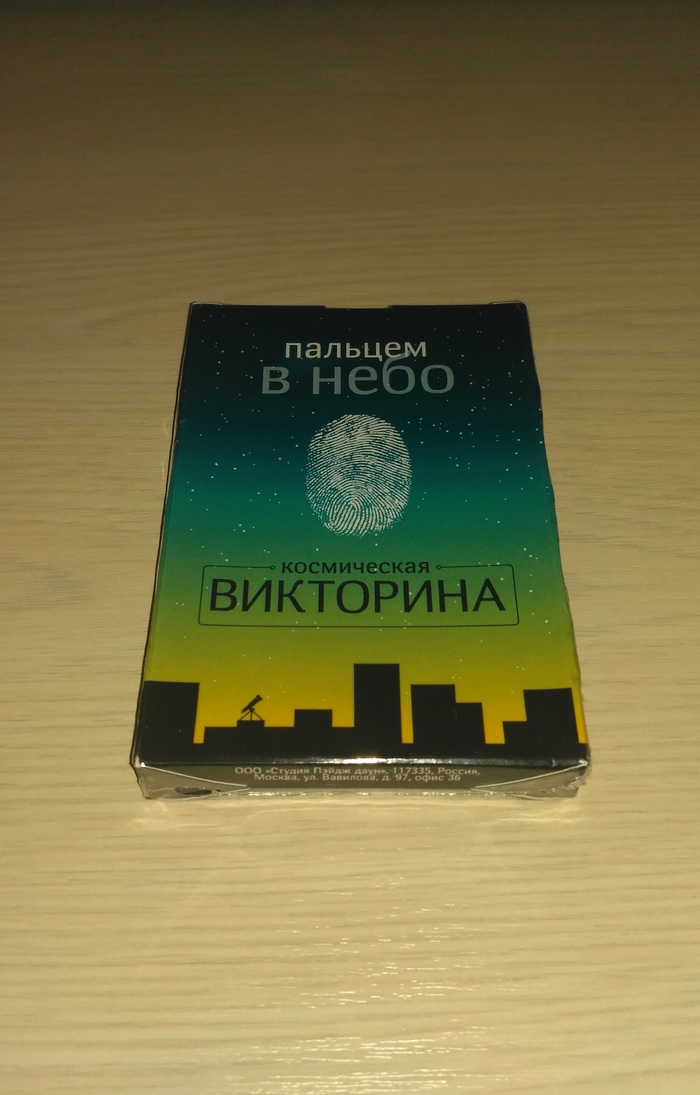 пальцем
в небо
космическая
ВИКТОРИНА
ООО «Студия Пэйдж даун», 117335, Россия,
Москва, ул. Вавилова, д. 97, офис 36